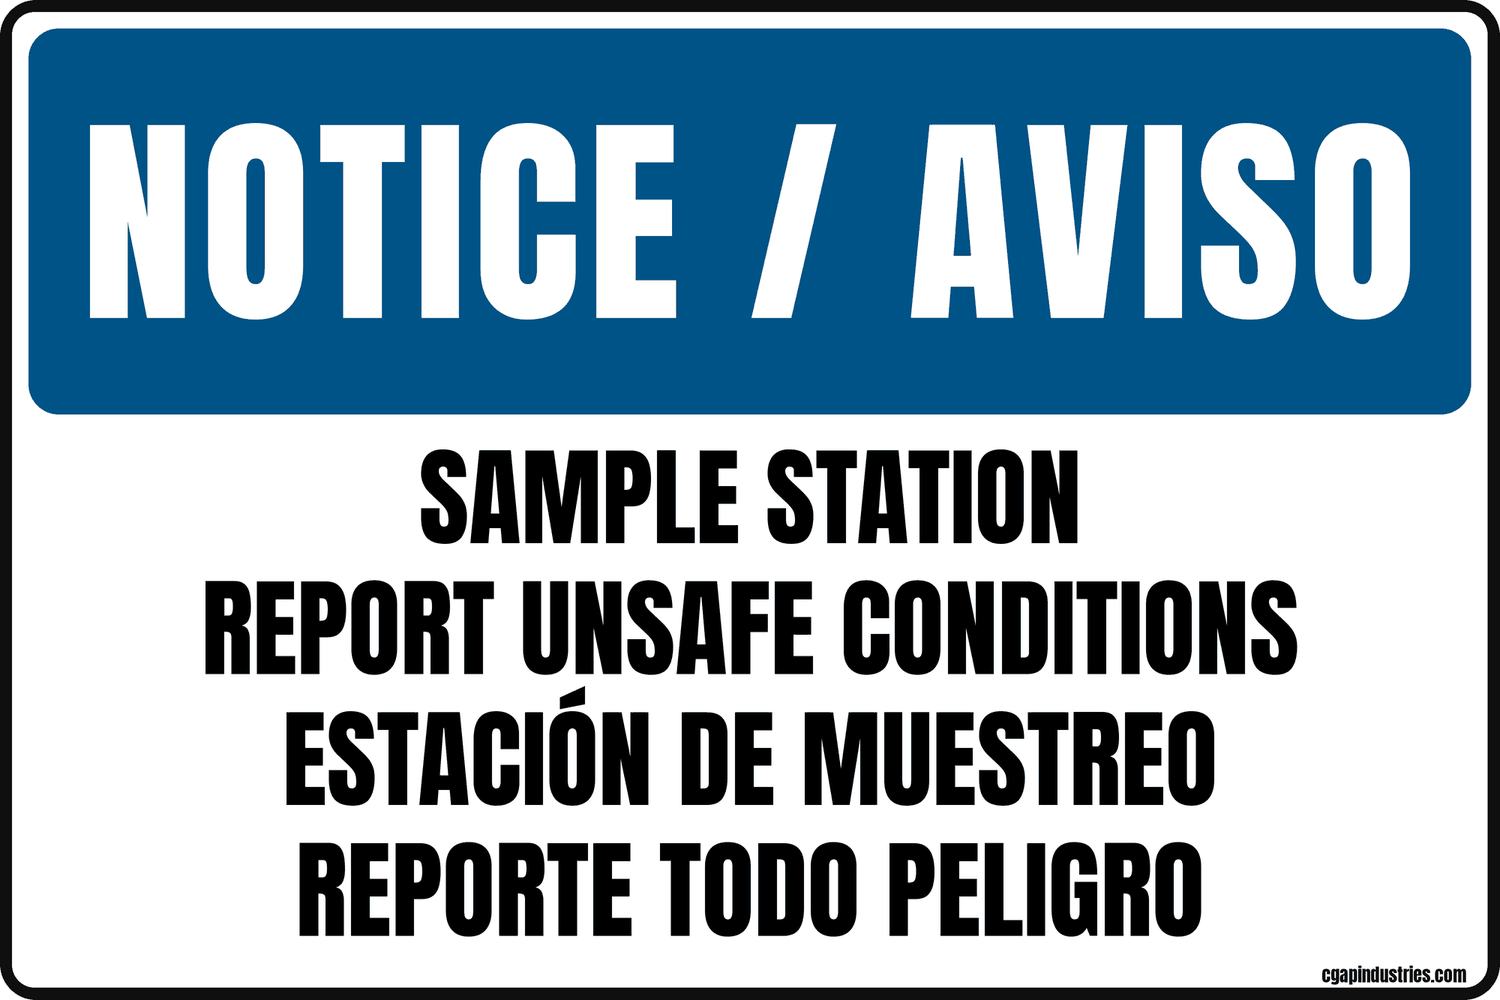 NOTICE / AVISO
SAMPLE STATION
REPORT UNSAFE CONDITIONS
ESTACIÓN DE MUESTREO
REPORTE TODO PELIGRO
cgapindustries.com